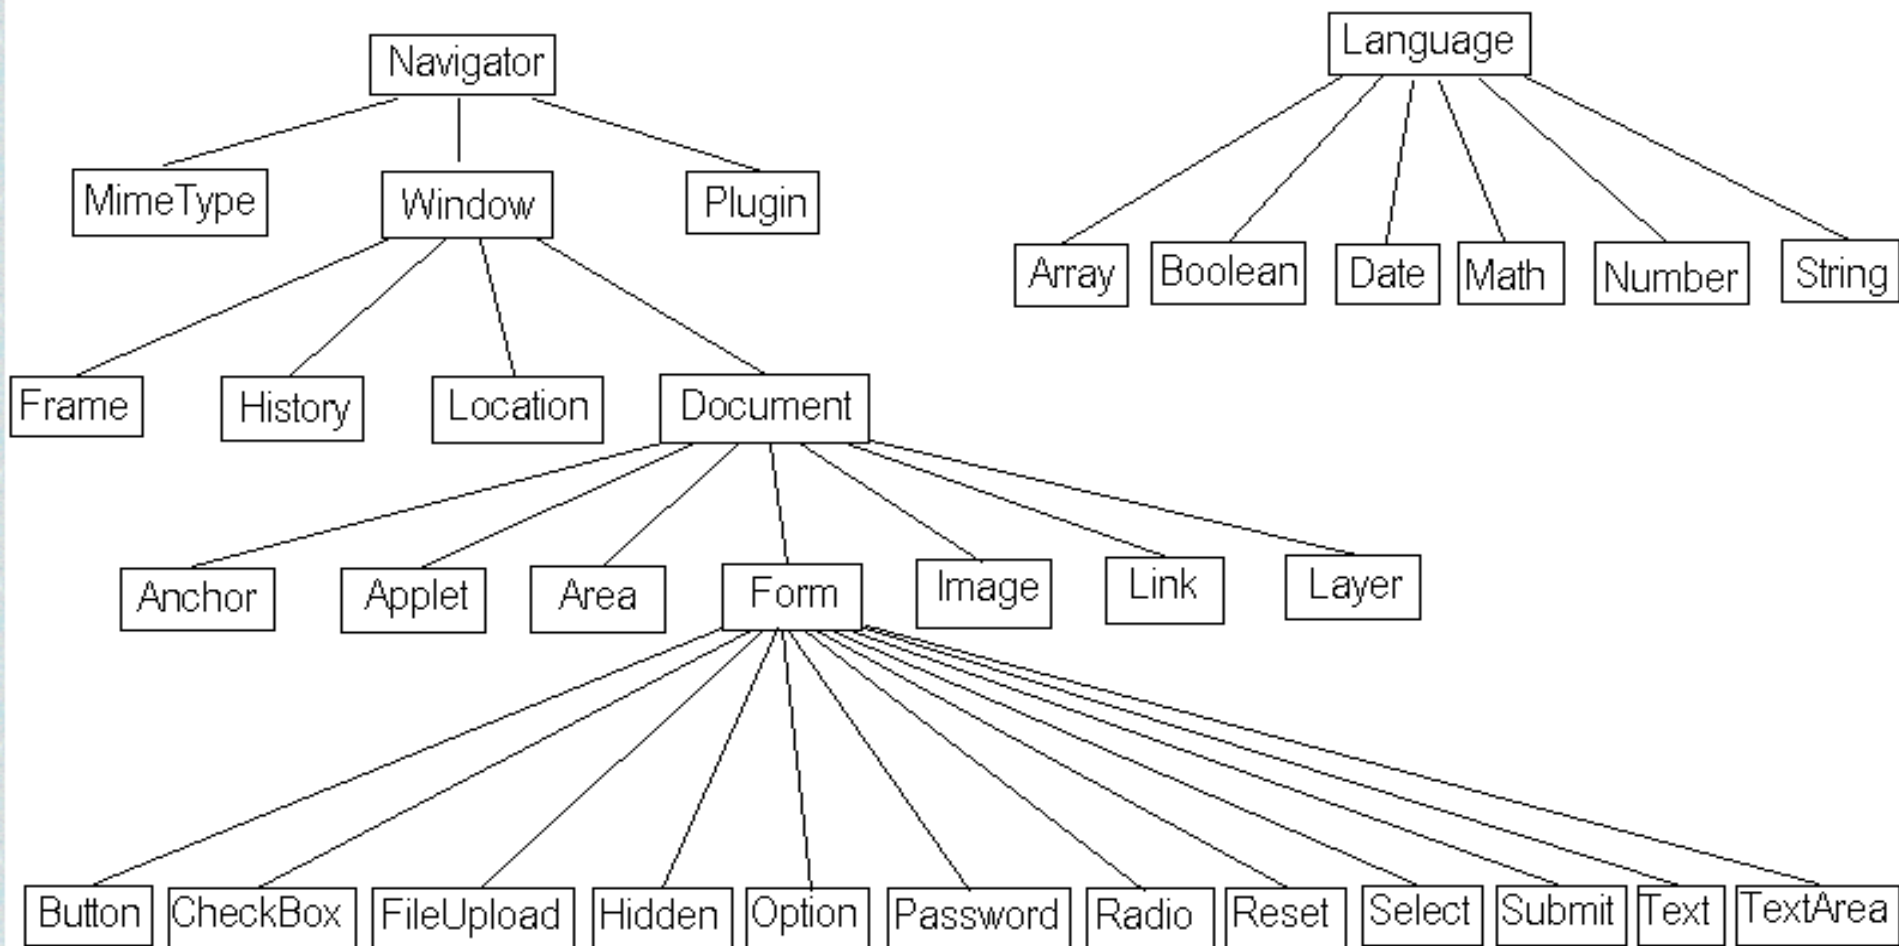 Navigator
Language
MimeType
Window
Plugin
Array
Boolean
Date
Math
Number
String
Frame
History
Location
Document
Anchor
Applet
Area
Form
Image
Link
Layer
Button
CheckBox
FileUpload
Hidden
Option
Password
Radio
Reset
Select
Submit
Text
TextArea